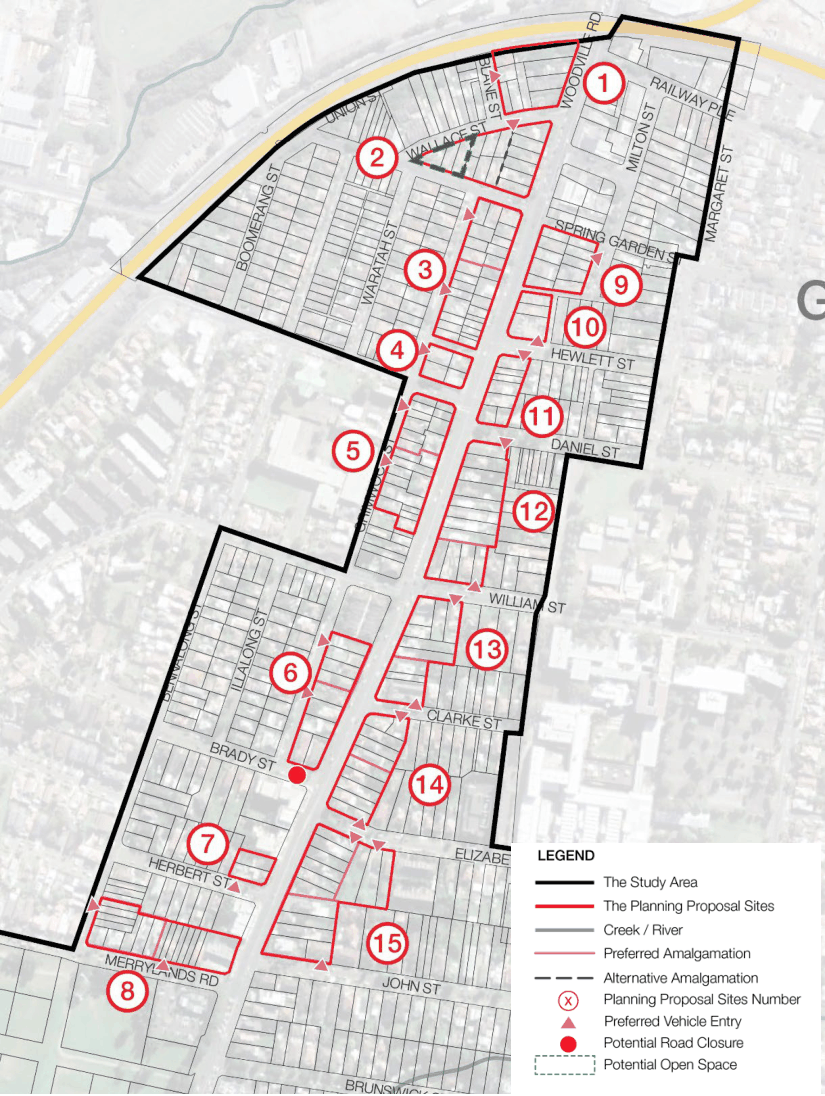 WOODVILLE RD
BLANE ST
1
RAILWAY PDE
UNION ST
WALLACE ST
MILTON ST
2
MARGARET ST
BOOMERANG ST
WARATAH ST
SPRING GARDEN S
3
9
G
10
4
HEWLETT ST
11
5
DANIEL ST
12
WILLIAM ST
ILLALONG ST
13
6
CLARKE ST
BRADY ST
14
7
ELIZABE
HERBERT ST
15
MERRYLANDS RD
8
JOHN ST
BRUNSWICK
LEGEND
The Study Area
The Planning Proposal Sites
Creek / River
Preferred Amalgamation
Alternative Amalgamation
X Planning Proposal Sites Number
Preferred Vehicle Entry
Potential Road Closure
Potential Open Space